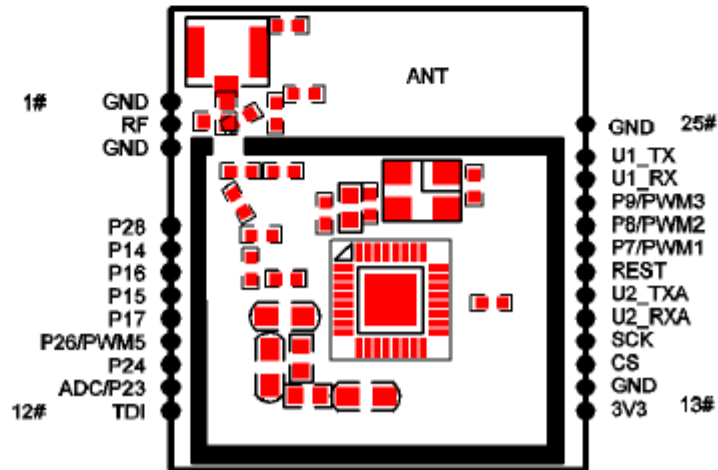 ANT
1# GND
RF
GND
P28
P14
P16
P15
P17
P26/PWM5
P24
ADC/P23
12# TDI
GND 25#
U1_TX
U1_RX
P9/PWM3
P8/PWM2
P7/PWM1
REST
U2_TXA
U2_RXA
SCK
CS
GND
3V3 13#